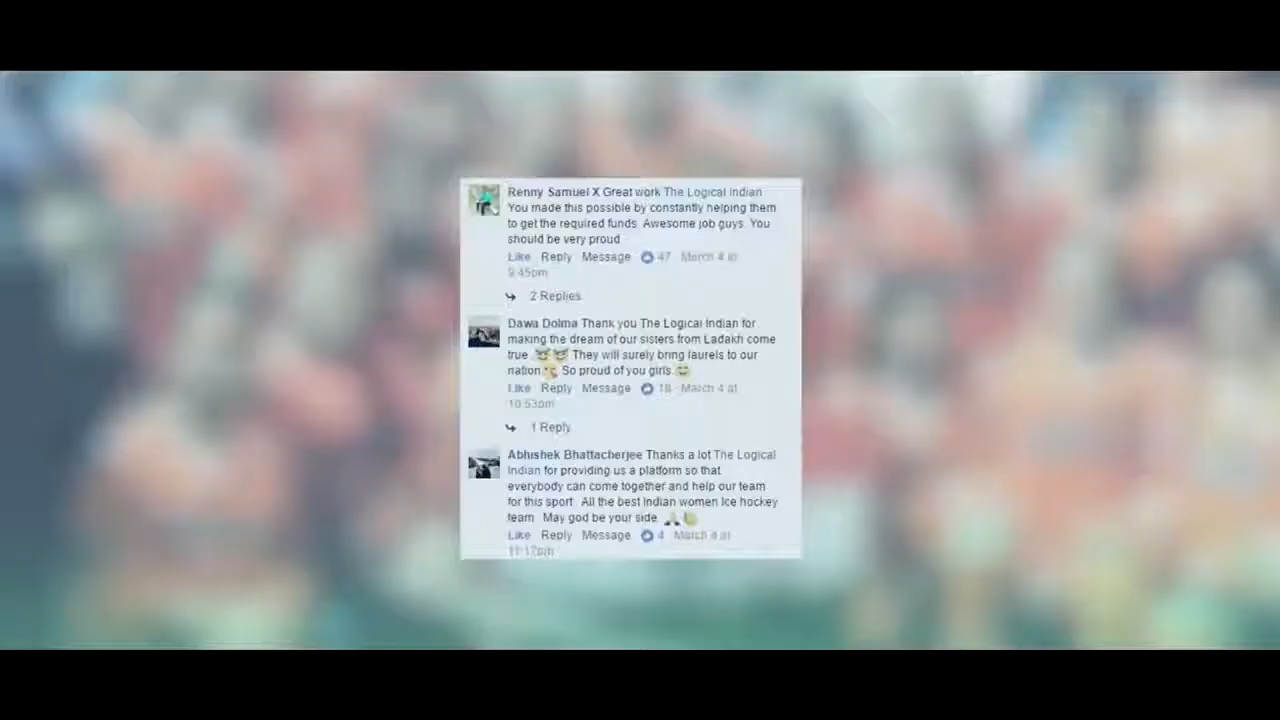 Renny Samuel X Great work The Logical Indian
You made this possible by constantly helping them
to get the required funds. Awesome job guys. You
should be very proud
Like Reply Message 47 · March 4 at
9:45pm
2 Replies
Dawa Dolma Thank you The Logical Indian for
making the dream of our sisters from Ladakh come
true 😇😇 They will surely bring laurels to our
nation😘 So proud of you girls.😊
Like Reply Message 18 · March 4 at
10:53pm
1 Reply
Abhishek Bhattacherjee Thanks a lot The Logical
Indian for providing us a platform so that
everybody can come together and help our team
for this sport. All the best Indian women Ice hockey
team. May god be your side. 🙏
Like Reply Message 4 · March 4 at
11:17pm